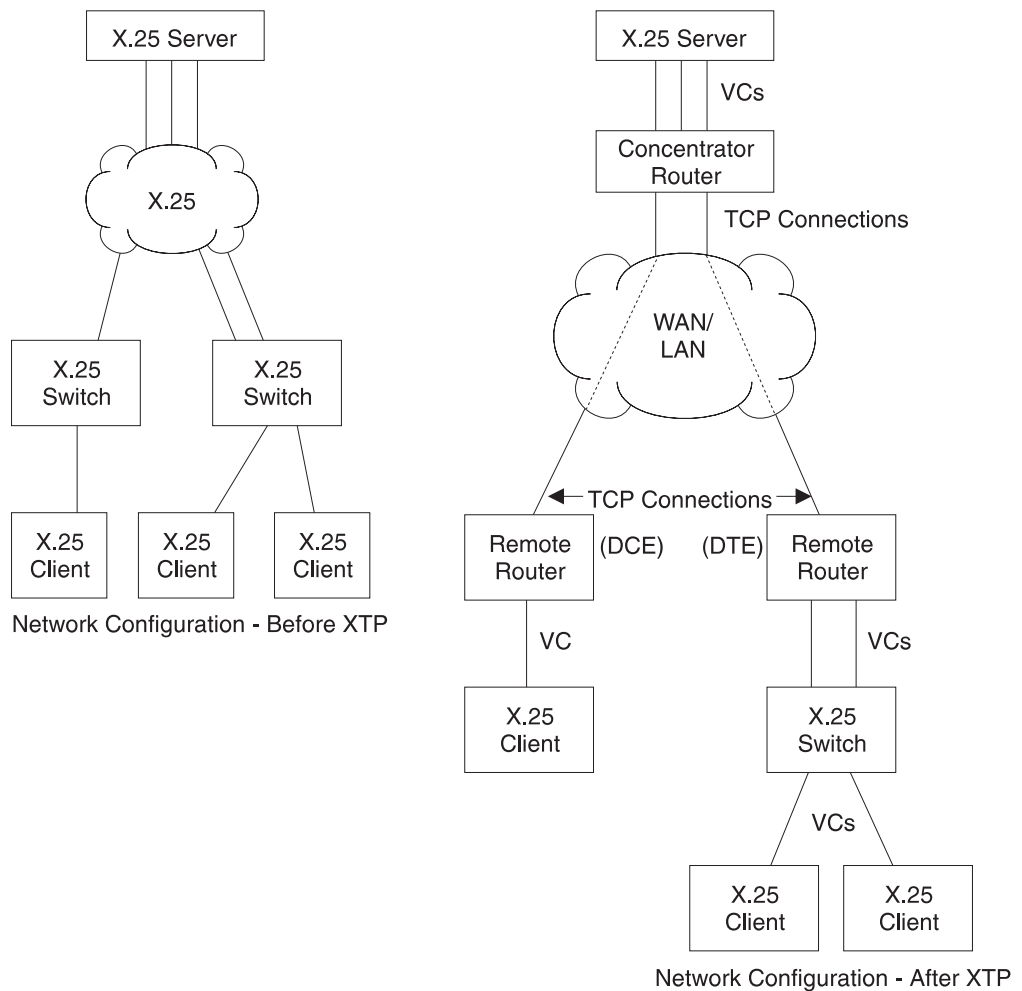 X.25 Server
X.25
X.25
Switch
X.25
Switch
X.25
Client
X.25
Client
X.25
Client
Network Configuration - Before XTP
X.25 Server
VCs
Concentrator
Router
TCP Connections
WAN/
LAN
TCP Connections
Remote
Router
(DCE)
(DTE)
Remote
Router
VC
VCs
X.25
Client
X.25
Switch
VCs
X.25
Client
X.25
Client
Network Configuration - After XTP